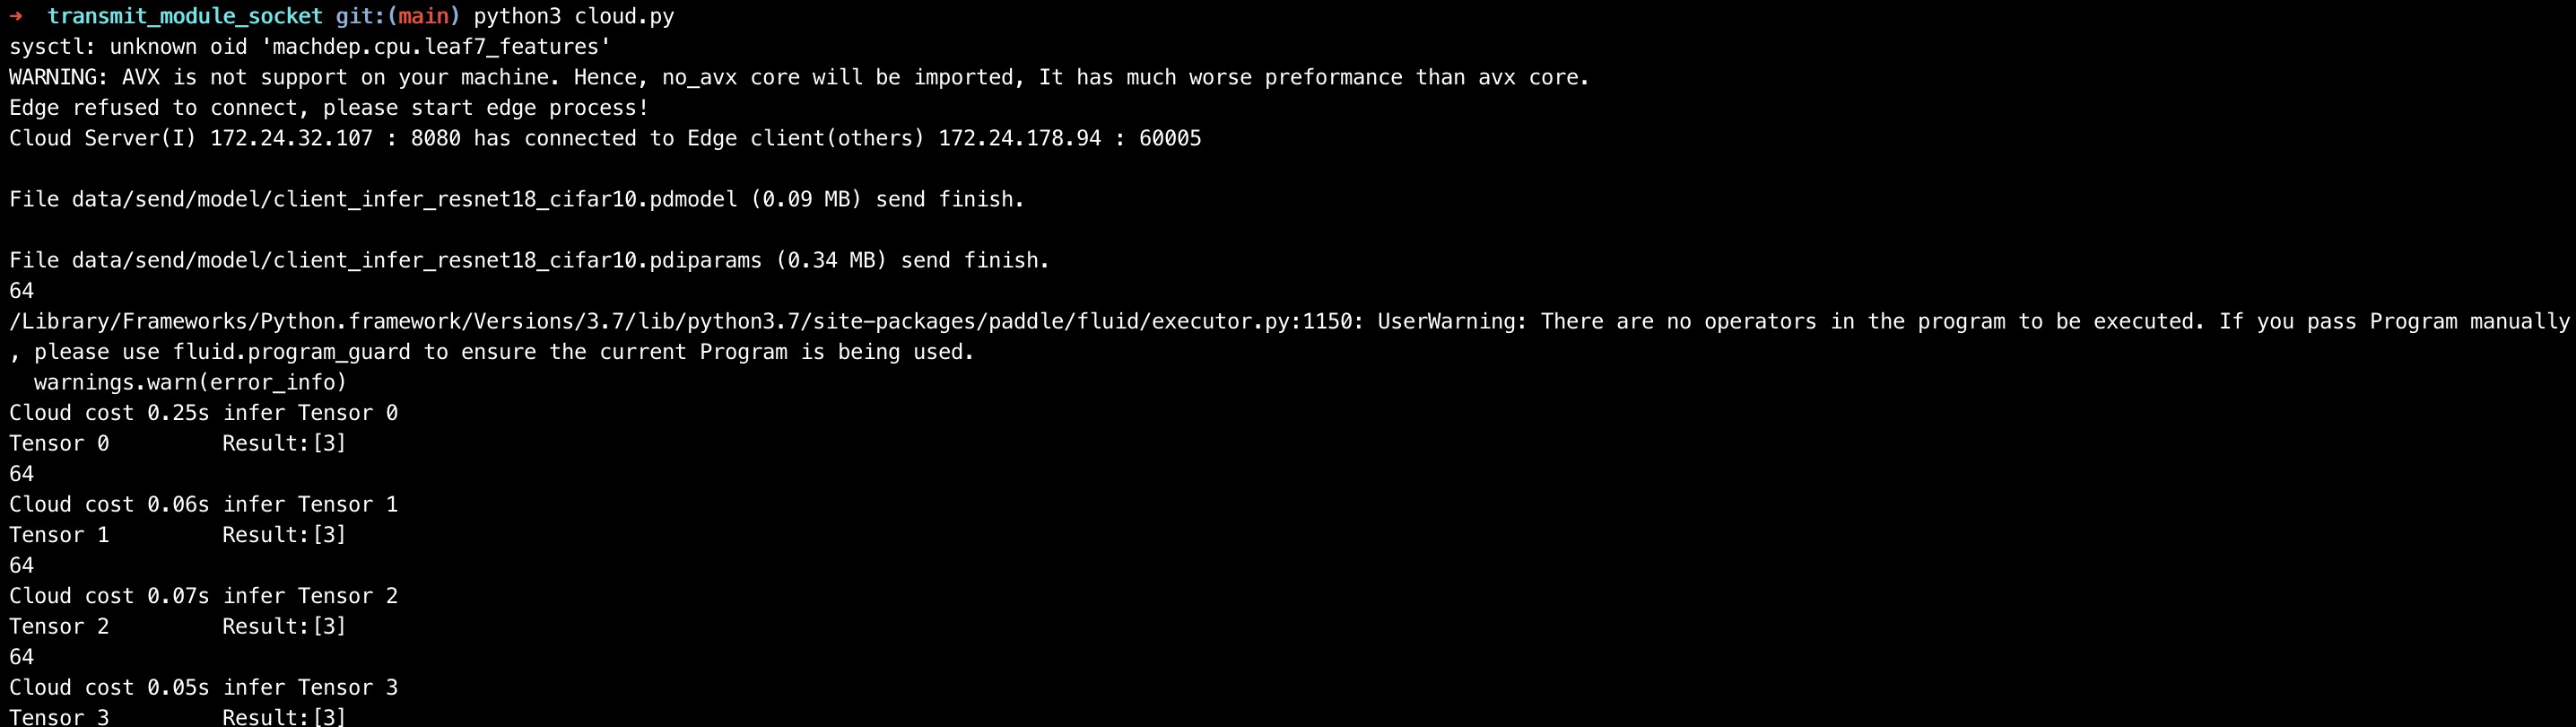 → transmit_module_socket git:(main) python3 cloud.py
sysctl: unknown oid 'machdep.cpu.leaf7_features'
WARNING: AVX is not support on your machine. Hence, no_avx core will be imported, It has much worse preformance than avx core.
Edge refused to connect, please start edge process!
Cloud Server(I) 172.24.32.107 : 8080 has connected to Edge client(others) 172.24.178.94 : 60005
File data/send/model/client_infer_resnet18_cifar10.pdmodel (0.09 MB) send finish.
File data/send/model/client_infer_resnet18_cifar10.pdiparams (0.34 MB) send finish.
64
/Library/Frameworks/Python.framework/Versions/3.7/lib/python3.7/site-packages/paddle/fluid/executor.py:1150: UserWarning: There are no operators in the program to be executed. If you pass Program manually
, please use fluid.program_guard to ensure the current Program is being used.
warnings.warn(error_info)
Cloud cost 0.25s infer Tensor 0
Tensor 0 Result:[3]
64
Cloud cost 0.06s infer Tensor 1
Tensor 1 Result:[3]
64
Cloud cost 0.07s infer Tensor 2
Tensor 2 Result:[3]
64
Cloud cost 0.05s infer Tensor 3
Tensor 3 Result:[3]